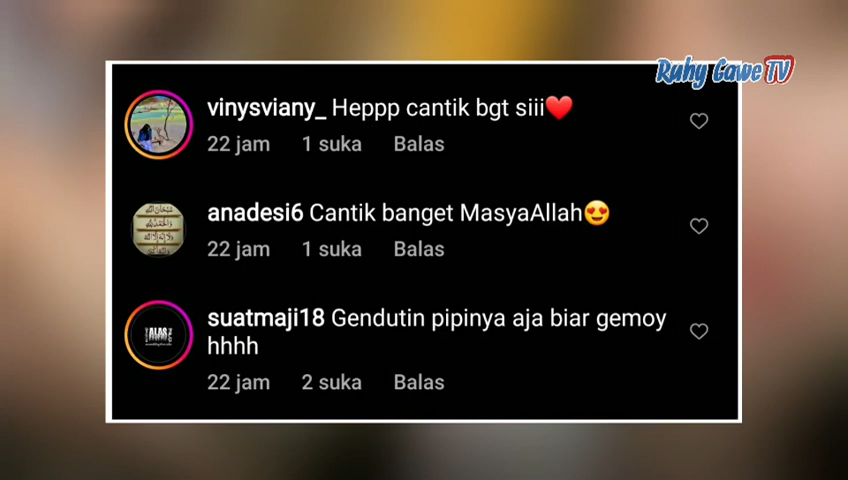 Ruhy Gawe TV
vinysviany_ Heppp cantik bgt siii❤️
22 jam 1 suka Balas
anadesi6 Cantik banget MasyaAllah😍
22 jam 1 suka Balas
suatmaji18 Gendutin pipinya aja biar gemoy
hhhh
22 jam 2 suka Balas
ALAS